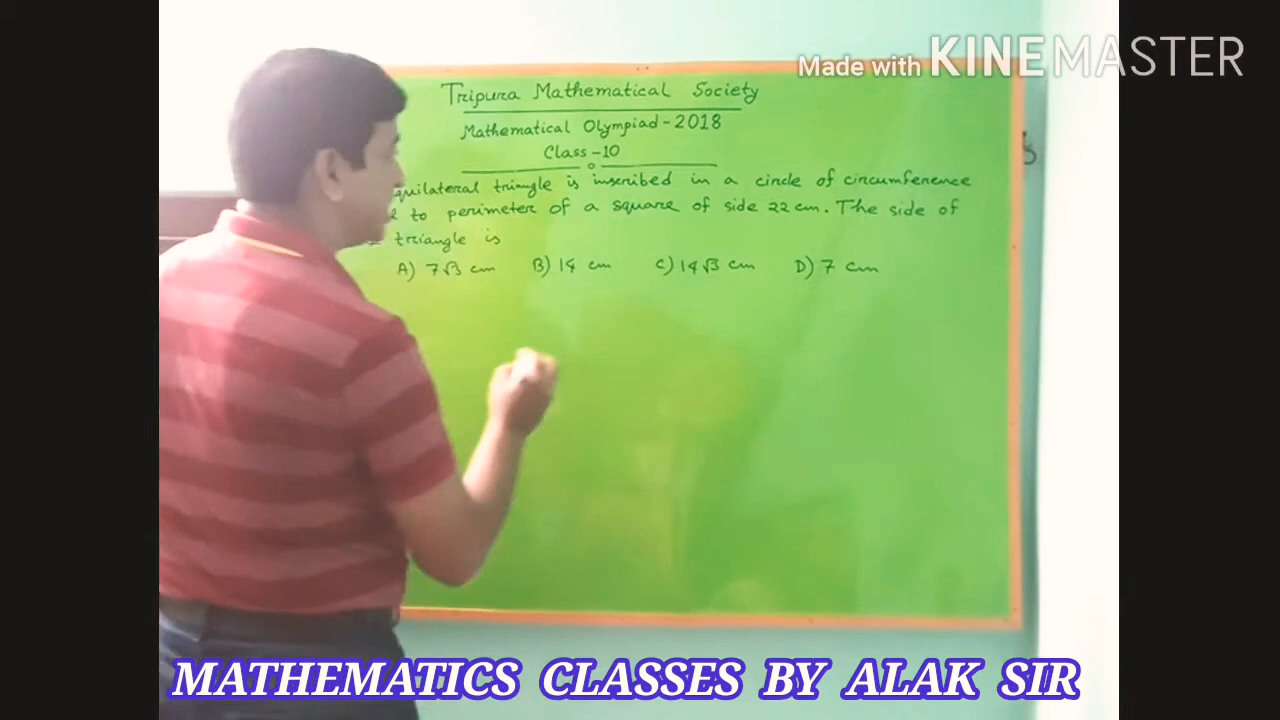 Made with KINEMASTER
Tripura Mathematical Society
Mathematical Olympiad - 2018
Class - 10
quilateral triangle is inscribed in a circle of circumference
to perimeter of a square of side 22 cm. The side of
triangle is
A) 7√3 cm B) 14 cm C) 14√3 cm D) 7 cm
MATHEMATICS CLASSES BY ALAK SIR